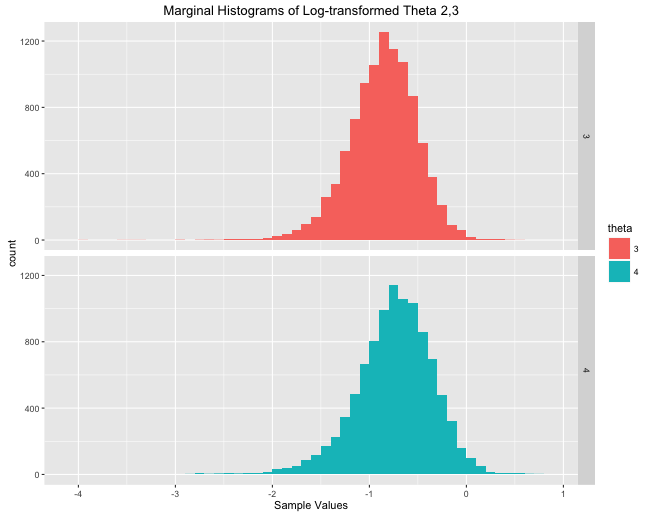 Marginal Histograms of Log-transformed Theta 2,3
1200
800
400
0
3
count
1200
800
400
0
4
-4 -3 -2 -1 0 1
Sample Values
theta
3
4